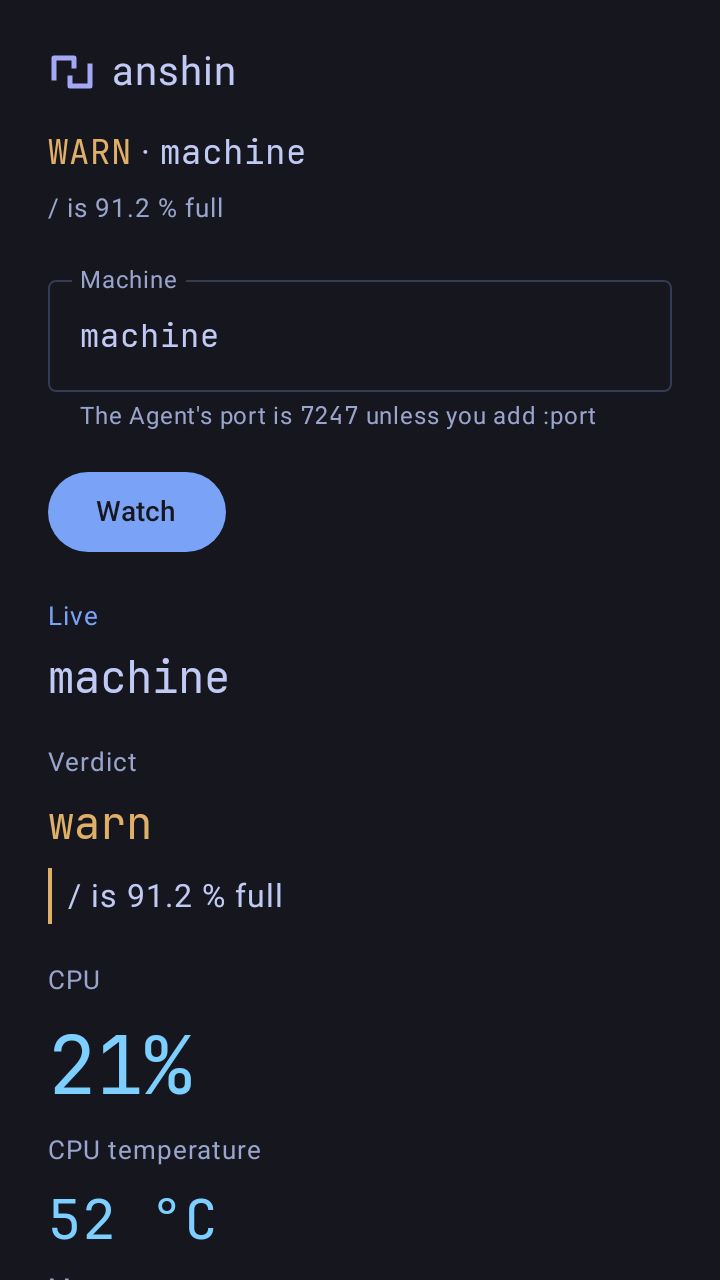 anshin
WARN · machine
/ is 91.2 % full
Machine
machine
The Agent's port is 7247 unless you add :port
Watch
Live
machine
Verdict
warn
/ is 91.2 % full
CPU
21%
CPU temperature
52 °C